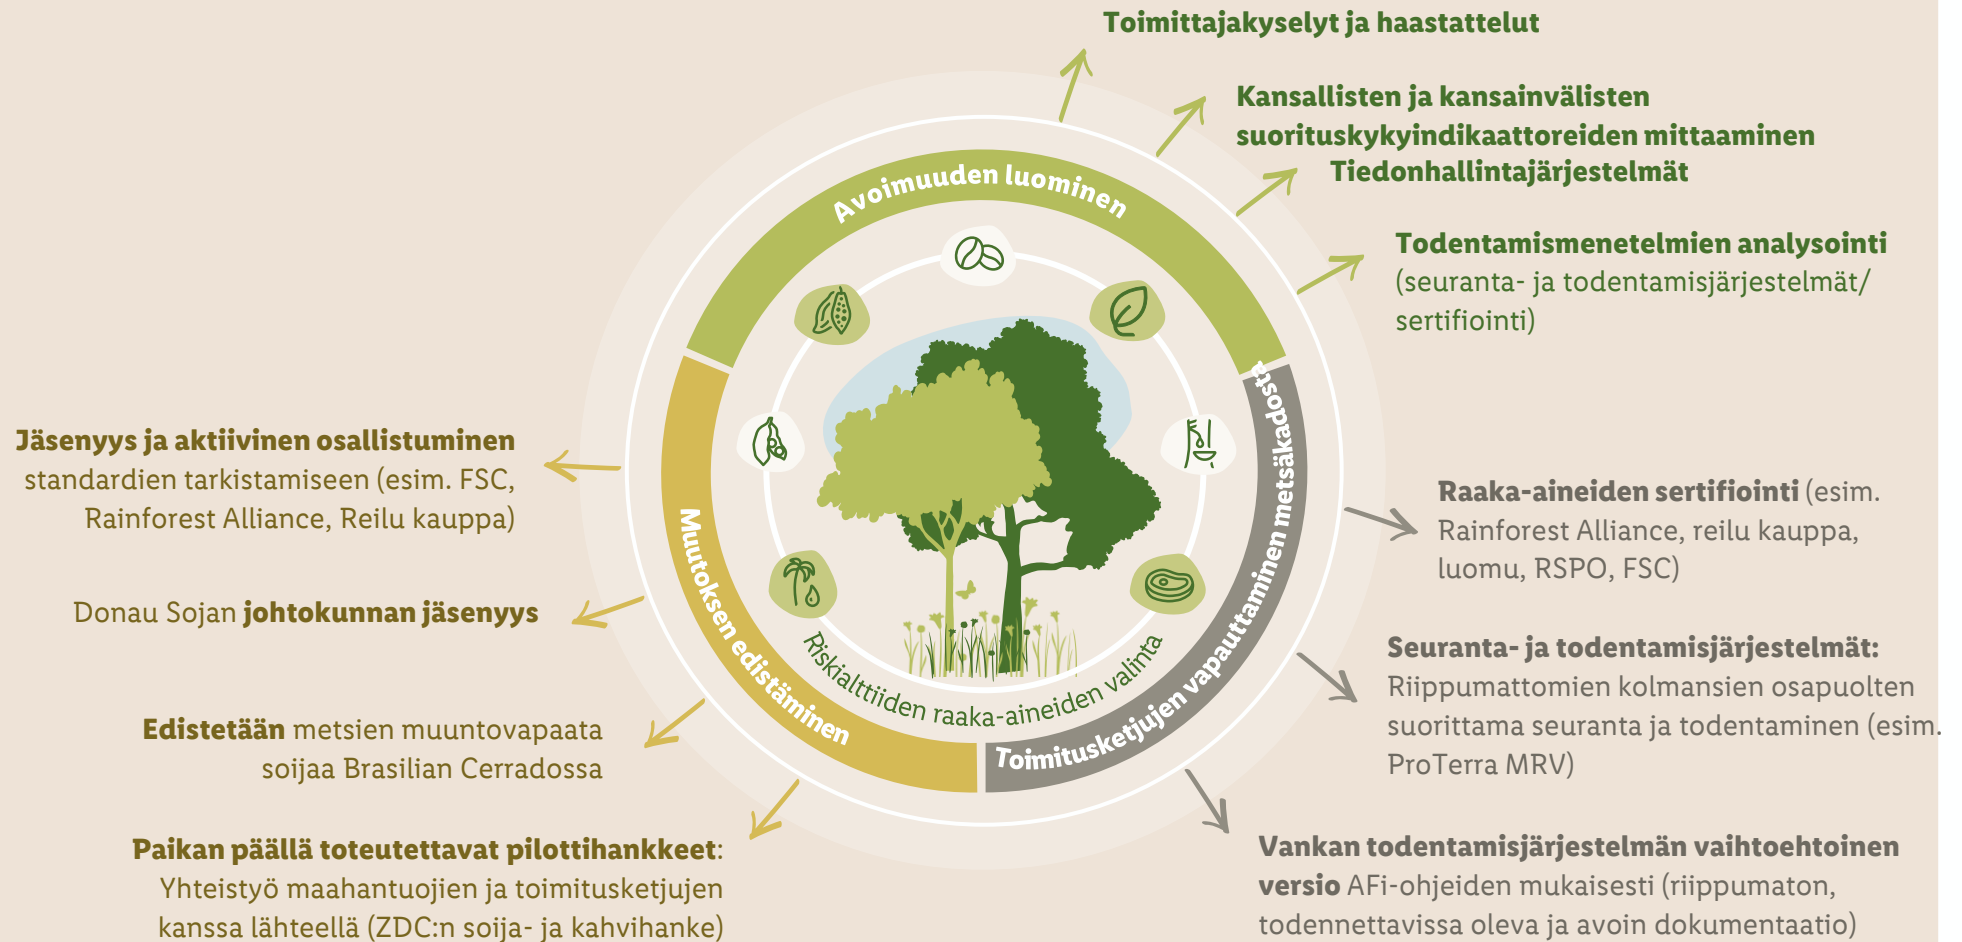 Toimittajakyselyt ja haastattelut
Kansallisten ja kansainvälisten
suorituskykyindikaattoreiden mittaaminen
Tiedonhallintajärjestelmät
Todentamismenetelmien analysointi
(seuranta- ja todentamisjärjestelmät/
sertifiointi)
Avoimuuden luominen
Toimitusketjujen vapauttaminen metsäkadosta
Muutoksen edistäminen
Riskialttiiden raaka-aineiden valinta
Raaka-aineiden sertifiointi (esim.
Rainforest Alliance, reilu kauppa,
luomu, RSPO, FSC)
Seuranta- ja todentamisjärjestelmät:
Riippumattomien kolmansien osapuolten
suorittama seuranta ja todentaminen (esim.
ProTerra MRV)
Vankan todentamisjärjestelmän vaihtoehtoinen
versio AFi-ohjeiden mukaisesti (riippumaton,
todennettavissa oleva ja avoin dokumentaatio)
Jäsenyys ja aktiivinen osallistuminen
standardien tarkistamiseen (esim. FSC,
Rainforest Alliance, Reilu kauppa)
Donau Sojan johtokunnan jäsenyys
Edistetään metsien muuntovapaata
soijaa Brasilian Cerradossa
Paikan päällä toteutettavat pilottihankkeet:
Yhteistyö maahantuojien ja toimitusketjujen
kanssa lähteellä (ZDC:n soija- ja kahvihanke)